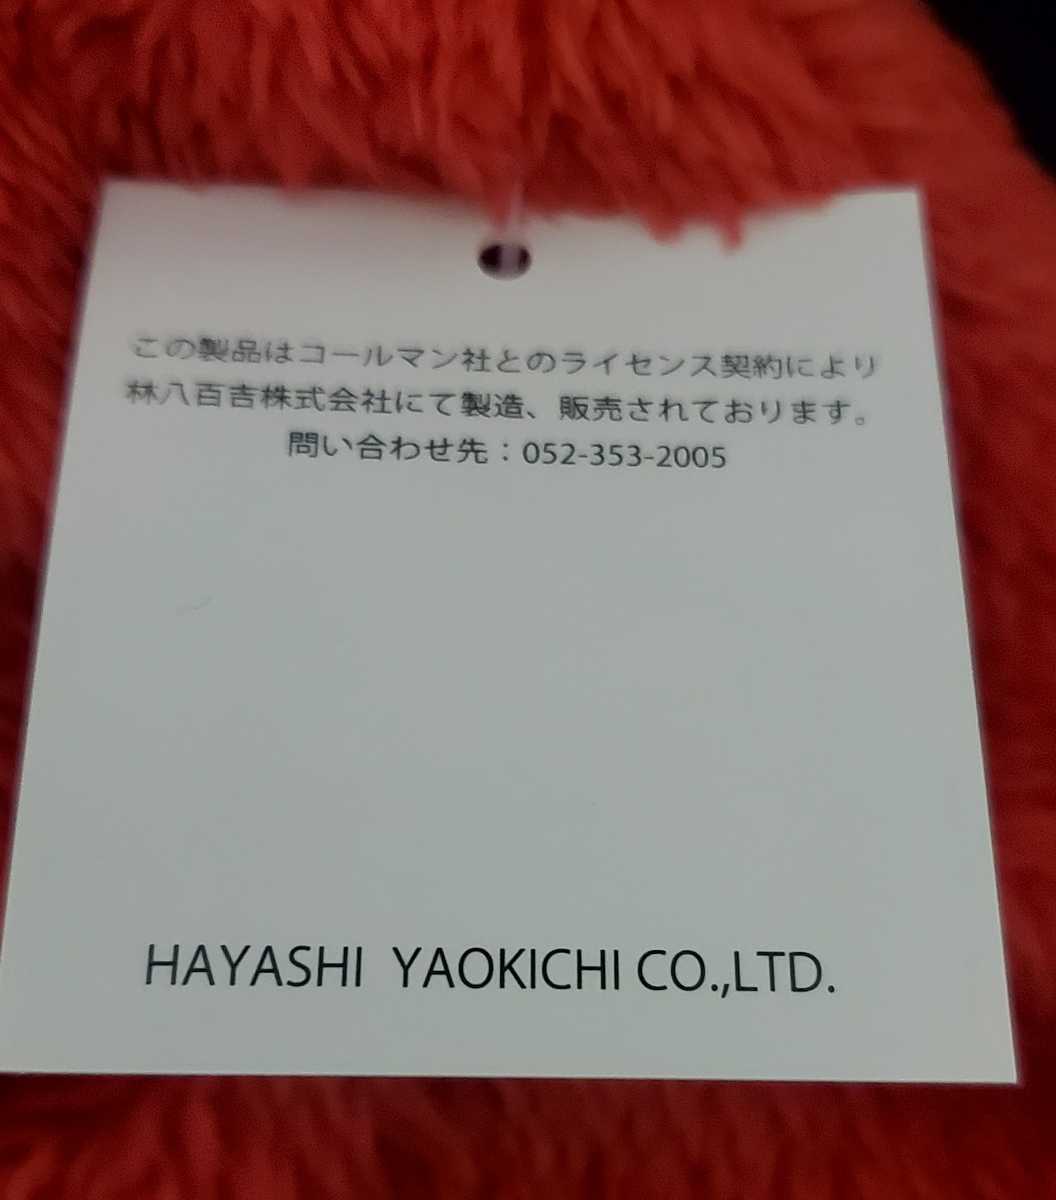 この製品はコールマン社とのライセンス契約により
林八百吉株式会社にて製造、販売されております。
問い合わせ先：052-353-2005
HAYASHI YAOKICHI CO.,LTD.